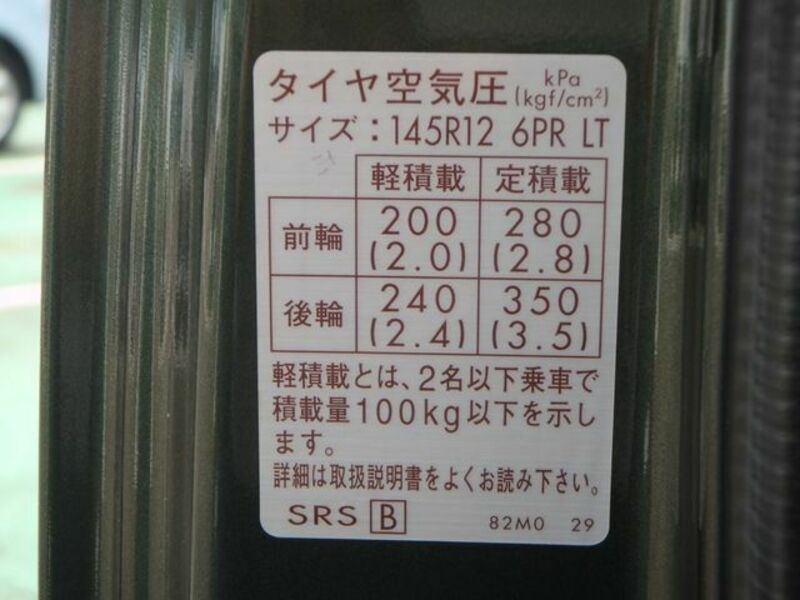 タイヤ空気圧 kPa (kgf/cm²)
サイズ：145R12 6PR LT
軽積載 定積載
前輪 200 (2.0) 280 (2.8)
後輪 240 (2.4) 350 (3.5)
軽積載とは、2名以下乗車で
積載量100kg以下を示し
ます。
詳細は取扱説明書をよくお読み下さい。
SRS B 82M0 29